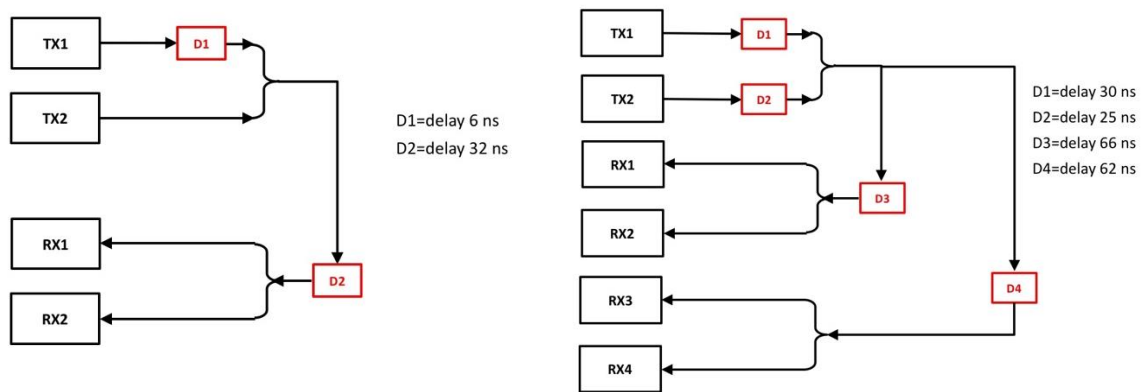 TX1
D1
TX2
D1=delay 6 ns
D2=delay 32 ns
RX1
D2
RX2
TX1
D1
TX2
D2
D1=delay 30 ns
D2=delay 25 ns
D3=delay 66 ns
D4=delay 62 ns
RX1
D3
RX2
RX3
D4
RX4